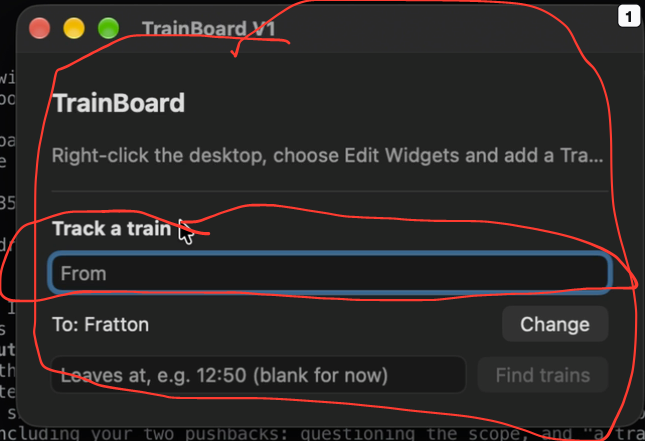 1
TrainBoard V1
TrainBoard
Right-click the desktop, choose Edit Widgets and add a Tra...
Track a train
From
To: Fratton
Change
Leaves at, e.g. 12:50 (blank for now)
Find trains
including your two pushbacks: questioning the scope, and "a tra